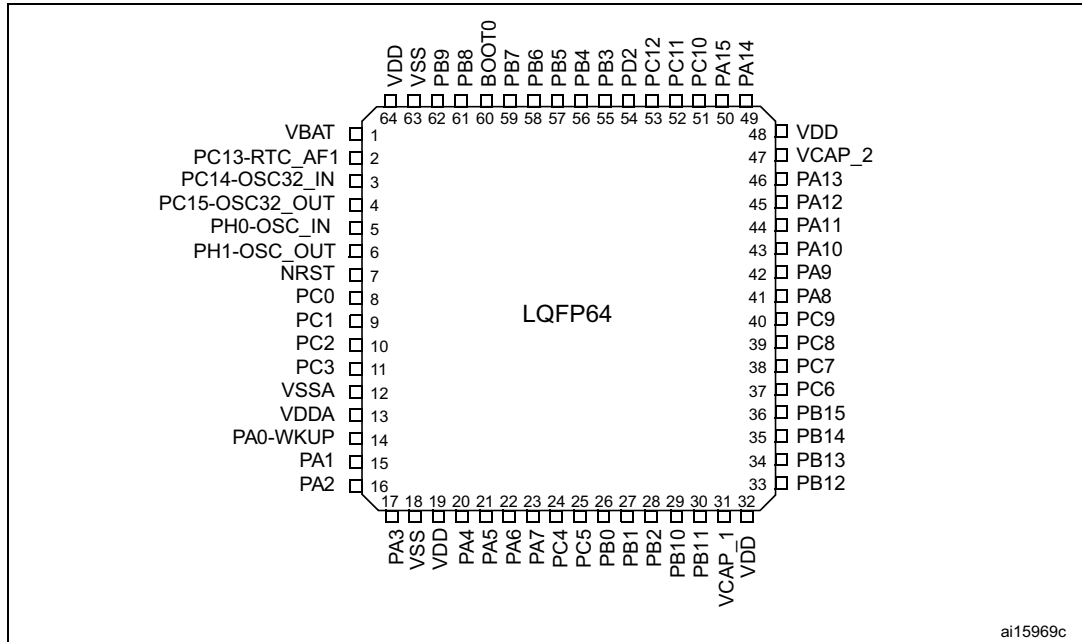 VDD VSS PB9 PB8 BOOT0 PB7 PB6 PB5 PB4 PB3 PD2 PC12 PC11 PC10 PA15 PA14
64 63 62 61 60 59 58 57 56 55 54 53 52 51 50 49
VBAT 1
PC13-RTC_AF1 2
PC14-OSC32_IN 3
PC15-OSC32_OUT 4
PH0-OSC_IN 5
PH1-OSC_OUT 6
NRST 7
PC0 8
PC1 9
PC2 10
PC3 11
VSSA 12
VDDA 13
PA0-WKUP 14
PA1 15
PA2 16
LQFP64
48 VDD
47 VCAP_2
46 PA13
45 PA12
44 PA11
43 PA10
42 PA9
41 PA8
40 PC9
39 PC8
38 PC7
37 PC6
36 PB15
35 PB14
34 PB13
33 PB12
17 18 19 20 21 22 23 24 25 26 27 28 29 30 31 32
PA3 VSS VDD PA4 PA5 PA6 PA7 PC4 PC5 PB0 PB1 PB2 PB10 PB11 VCAP_1 VDD
ai15969c